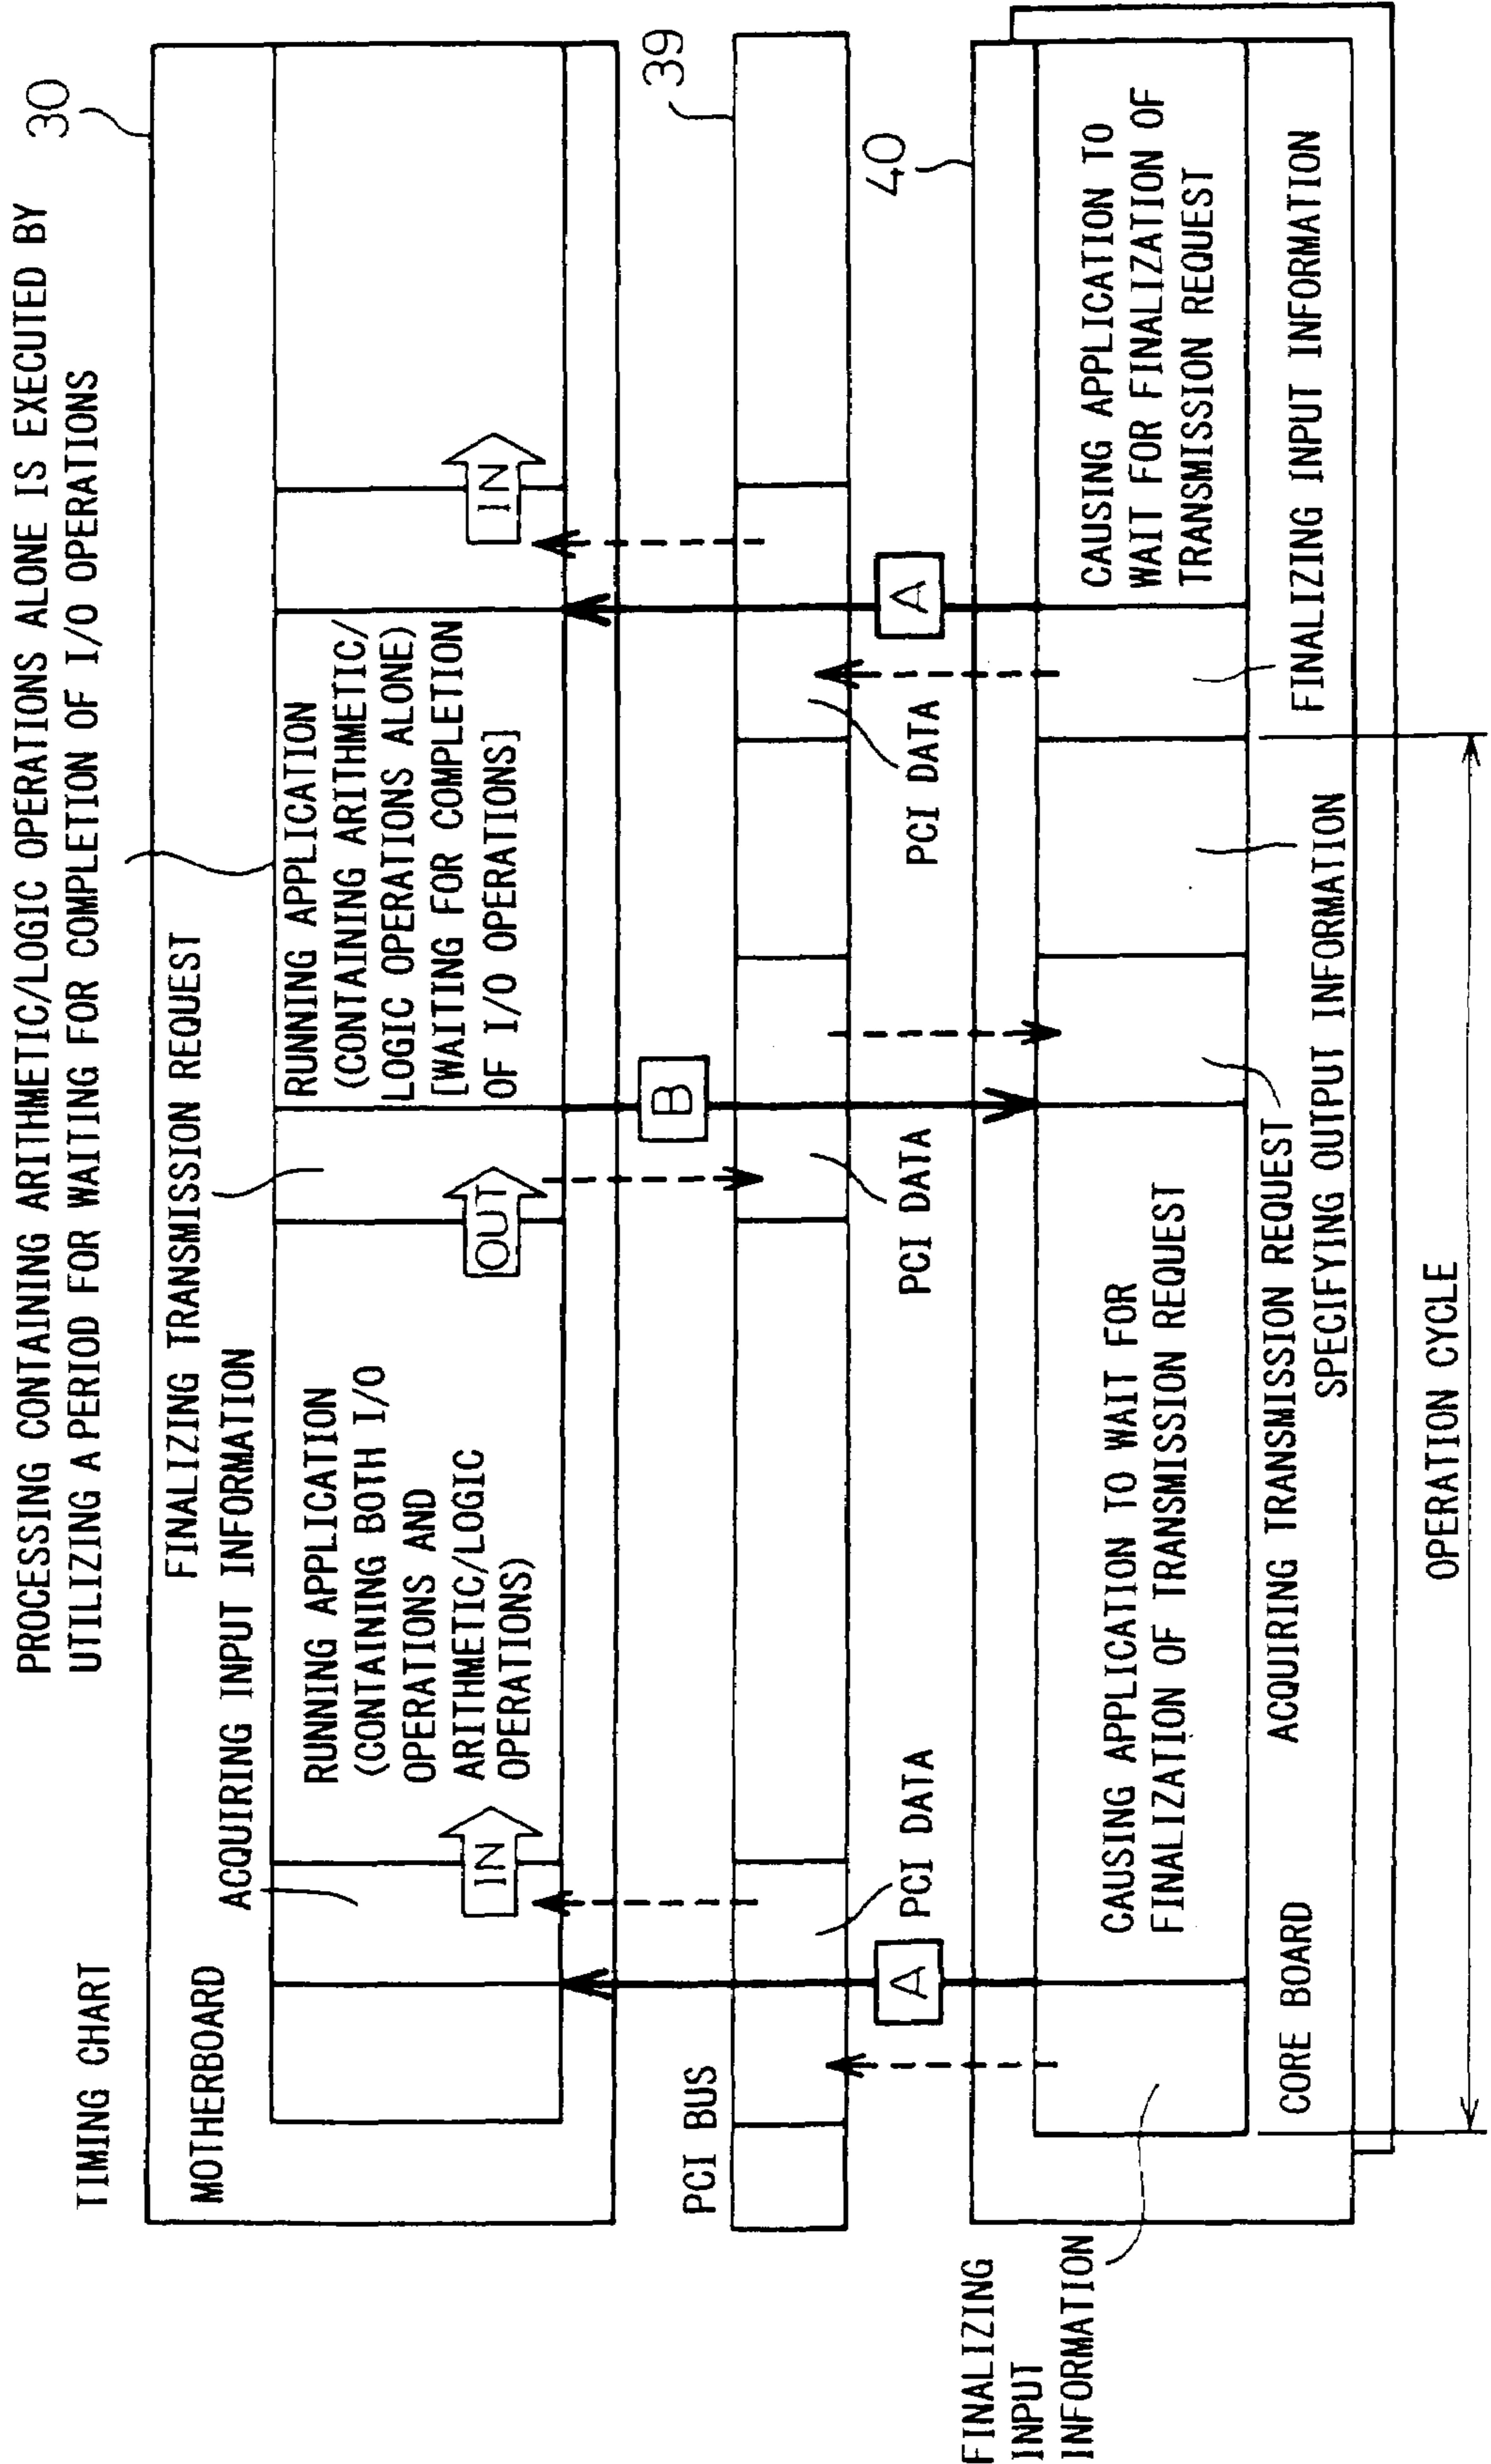 TIMING CHART
PROCESSING CONTAINING ARITHMETIC/LOGIC OPERATIONS ALONE IS EXECUTED BY
UTILIZING A PERIOD FOR WAITING FOR COMPLETION OF I/O OPERATIONS
30
MOTHERBOARD
FINALIZING TRANSMISSION REQUEST
ACQUIRING INPUT INFORMATION
RUNNING APPLICATION
(CONTAINING BOTH I/O
OPERATIONS AND
ARITHMETIC/LOGIC
OPERATIONS)
RUNNING APPLICATION
(CONTAINING ARITHMETIC/
LOGIC OPERATIONS ALONE)
[WAITING FOR COMPLETION
OF I/O OPERATIONS]
IN
OUT
IN
B
39
PCI BUS
A
PCI DATA
PCI DATA
PCI DATA
A
40
FINALIZING
INPUT
INFORMATION
CAUSING APPLICATION TO WAIT FOR
FINALIZATION OF TRANSMISSION REQUEST
CAUSING APPLICATION TO
WAIT FOR FINALIZATION OF
TRANSMISSION REQUEST
CORE BOARD
ACQUIRING TRANSMISSION REQUEST
SPECIFYING OUTPUT INFORMATION
FINALIZING INPUT INFORMATION
OPERATION CYCLE